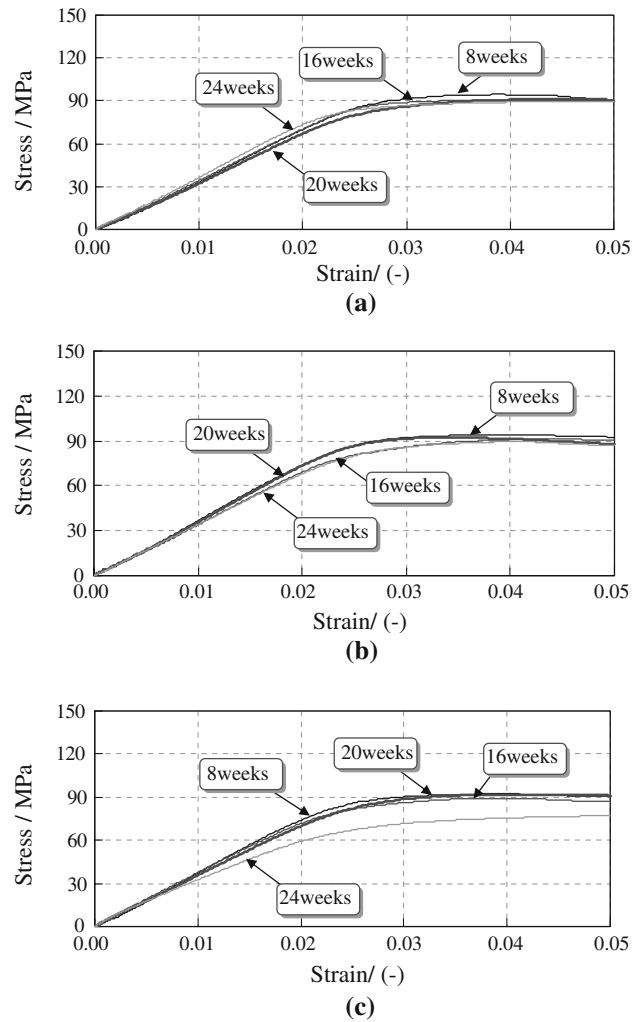 150
120
90
60
30
0
Stress / MPa
16weeks
8weeks
24weeks
20weeks
0.00 0.01 0.02 0.03 0.04 0.05
Strain/ (-)
(a)
150
120
90
60
30
0
Stress / MPa
8weeks
20weeks
16weeks
24weeks
0.00 0.01 0.02 0.03 0.04 0.05
Strain/ (-)
(b)
150
120
90
60
30
0
Stress / MPa
20weeks
16weeks
8weeks
24weeks
0.00 0.01 0.02 0.03 0.04 0.05
Strain/ (-)
(c)